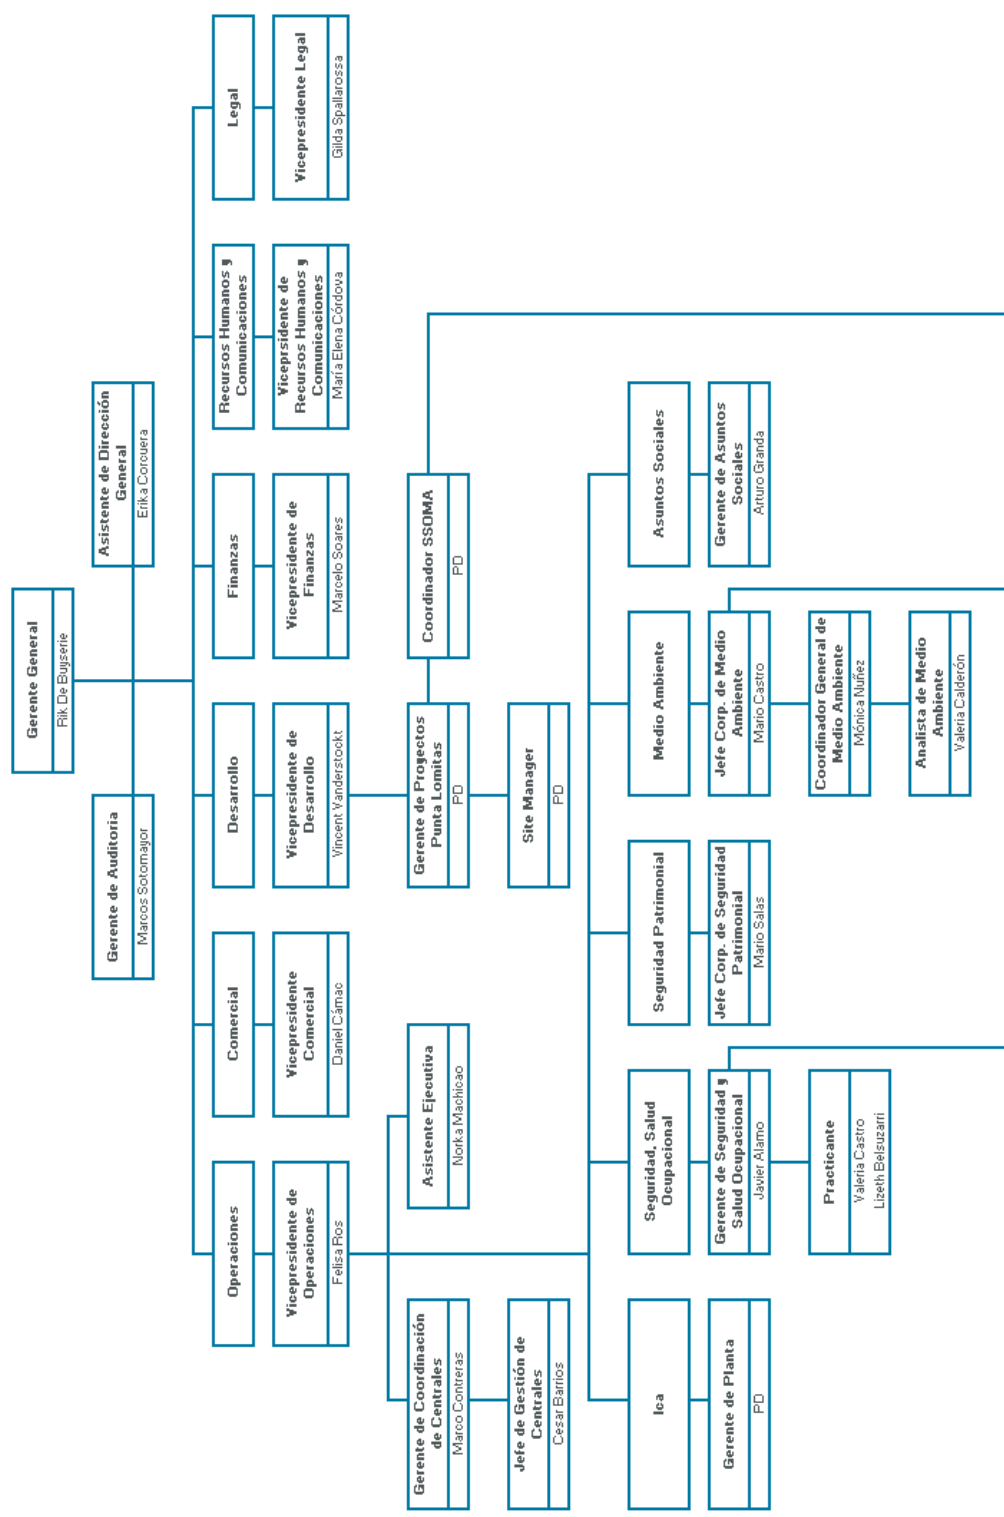 Gerente General
Rik De Buyserie
Gerente de Auditoria
Marcos Sotomayor
Asistente de Dirección
General
Erika Corcuera
Operaciones
Vicepresidente de
Operaciones
Felisa Ros
Comercial
Vicepresidente
Comercial
Daniel Cámac
Desarrollo
Vicepresidente de
Desarrollo
Vincent Vanderstockt
Finanzas
Vicepresidente de
Finanzas
Marcelo Soares
Recursos Humanos y
Comunicaciones
Viceprsidente de
Recursos Humanos y
Comunicaciones
María Elena Córdova
Legal
Vicepresidente Legal
Gilda Spallarossa
Gerente de Coordinación
de Centrales
Marco Contreras
Asistente Ejecutiva
Norka Machicao
Gerente de Proyectos
Punta Lomitas
PD
Coordinador SSOMA
PD
Jefe de Gestión de
Centrales
Cesar Barrios
Site Manager
PD
Ica
Gerente de Planta
PD
Seguridad, Salud
Ocupacional
Gerente de Seguridad y
Salud Ocupacional
Javier Alamo
Practicante
Valeria Castro
Lizeth Belsuzarri
Seguridad Patrimonial
Jefe Corp. de Seguridad
Patrimonial
Mario Salas
Medio Ambiente
Jefe Corp. de Medio
Ambiente
Mario Castro
Coordinador General de
Medio Ambiente
Mónica Nuñez
Analista de Medio
Ambiente
Valeria Calderón
Asuntos Sociales
Gerente de Asuntos
Sociales
Arturo Granda